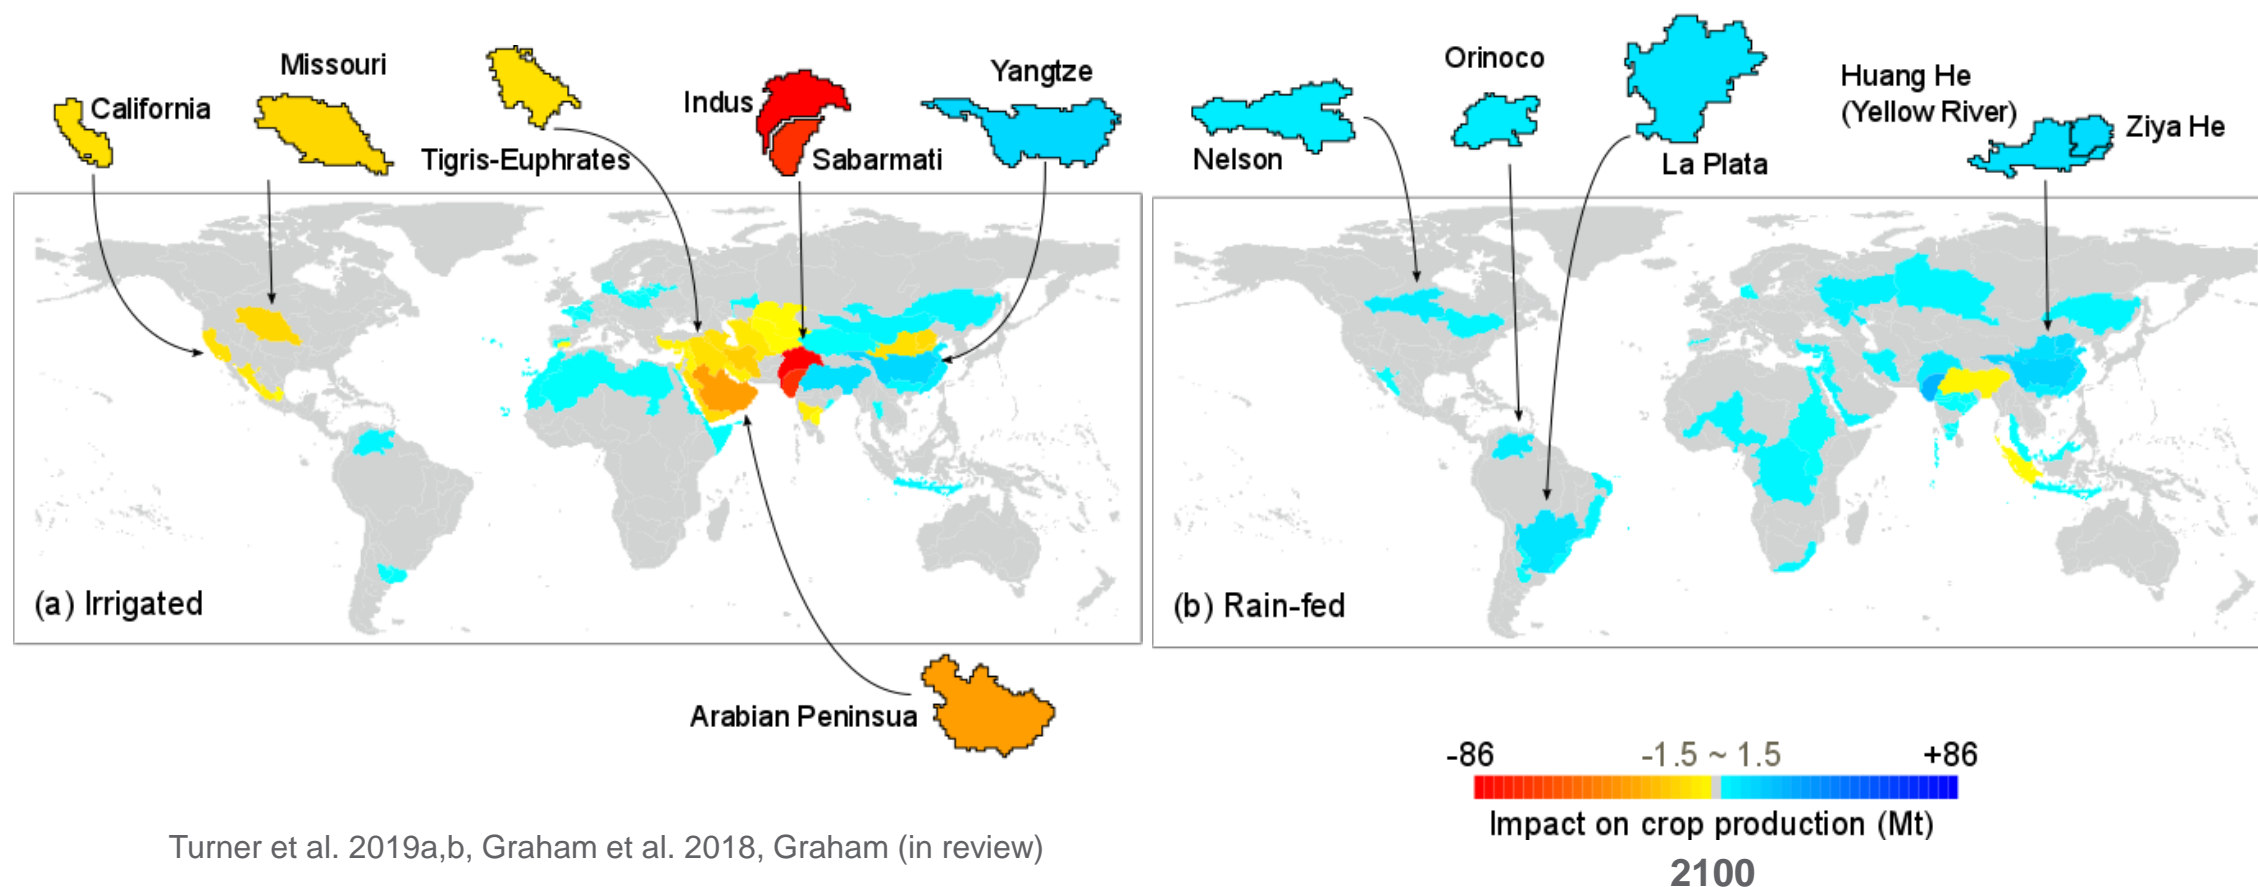 Missouri
California
Tigris-Euphrates
Indus
Sabarmati
Yangtze
(a) Irrigated
Arabian Peninsua
Nelson
Orinoco
La Plata
Huang He
(Yellow River)
Ziya He
(b) Rain-fed
-86 -1.5 ~ 1.5 +86
Impact on crop production (Mt)
2100
Turner et al. 2019a,b, Graham et al. 2018, Graham (in review)